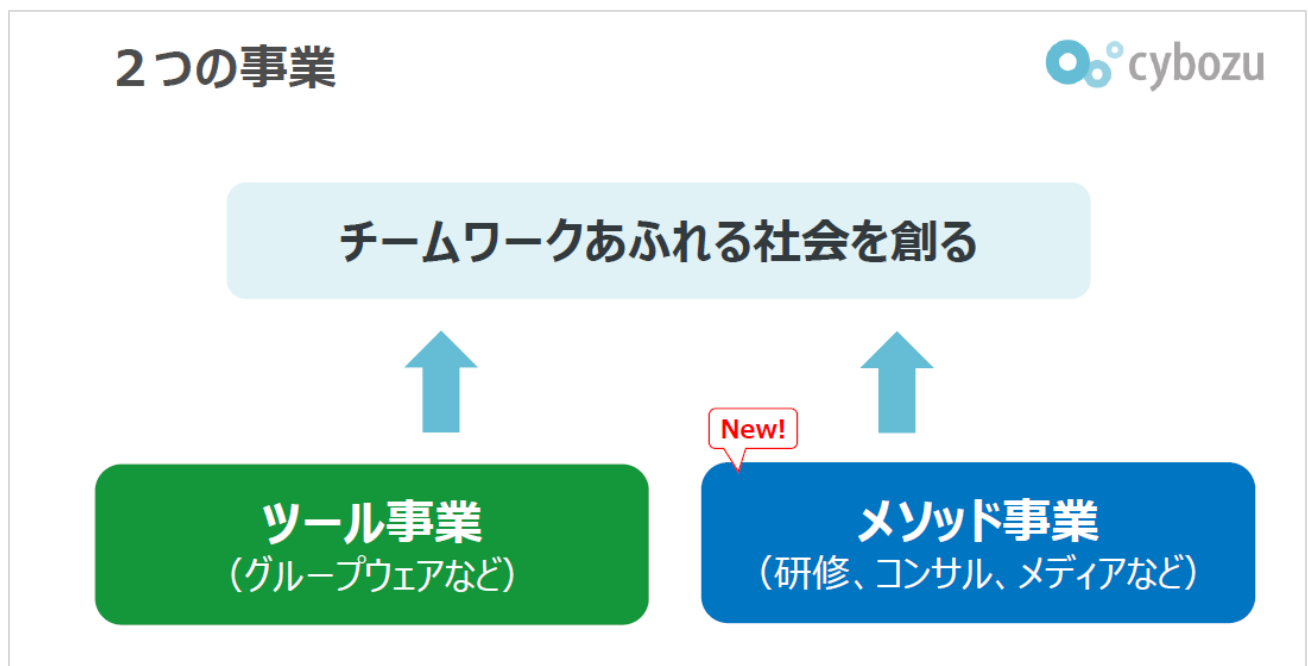 ２つの事業
cybozu
チームワークあふれる社会を創る
New!
ツール事業
（グループウェアなど）
メソッド事業
（研修、コンサル、メディアなど）